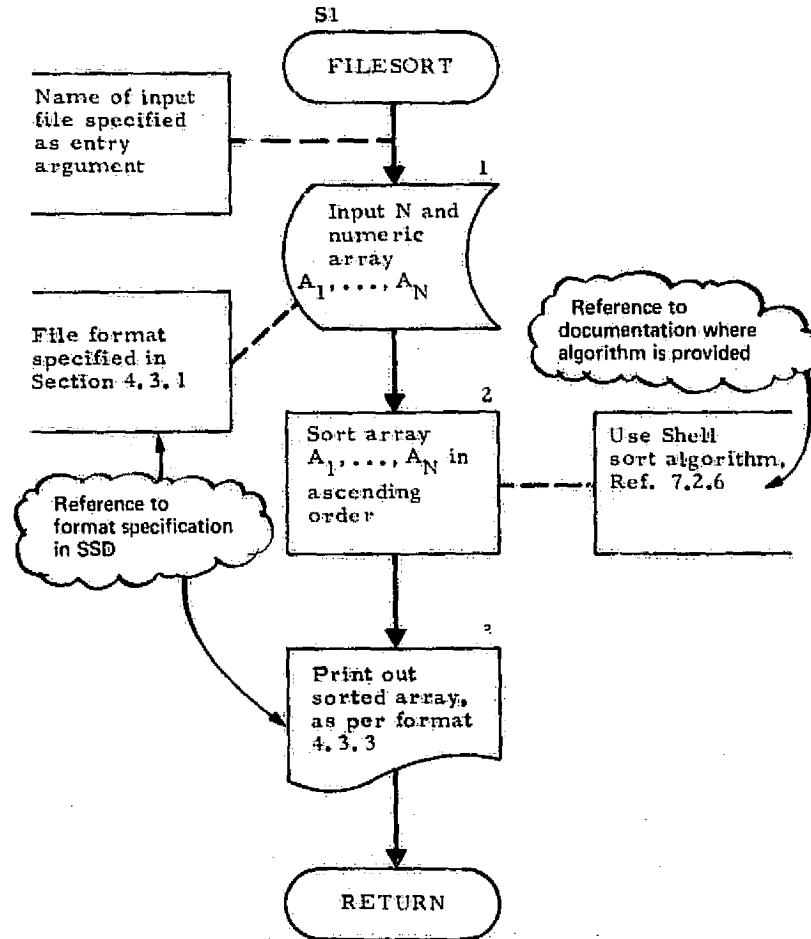 S1
FILESORT
Name of input
file specified
as entry
argument
1
Input N and
numeric
array
A1,...., AN
File format
specified in
Section 4.3.1
Reference to
documentation where
algorithm is provided
2
Sort array
A1,...., AN in
ascending
order
Use Shell
sort algorithm,
Ref. 7.2.6
Reference to
format specification
in SSD
Print out
sorted array,
as per format
4.3.3
RETURN